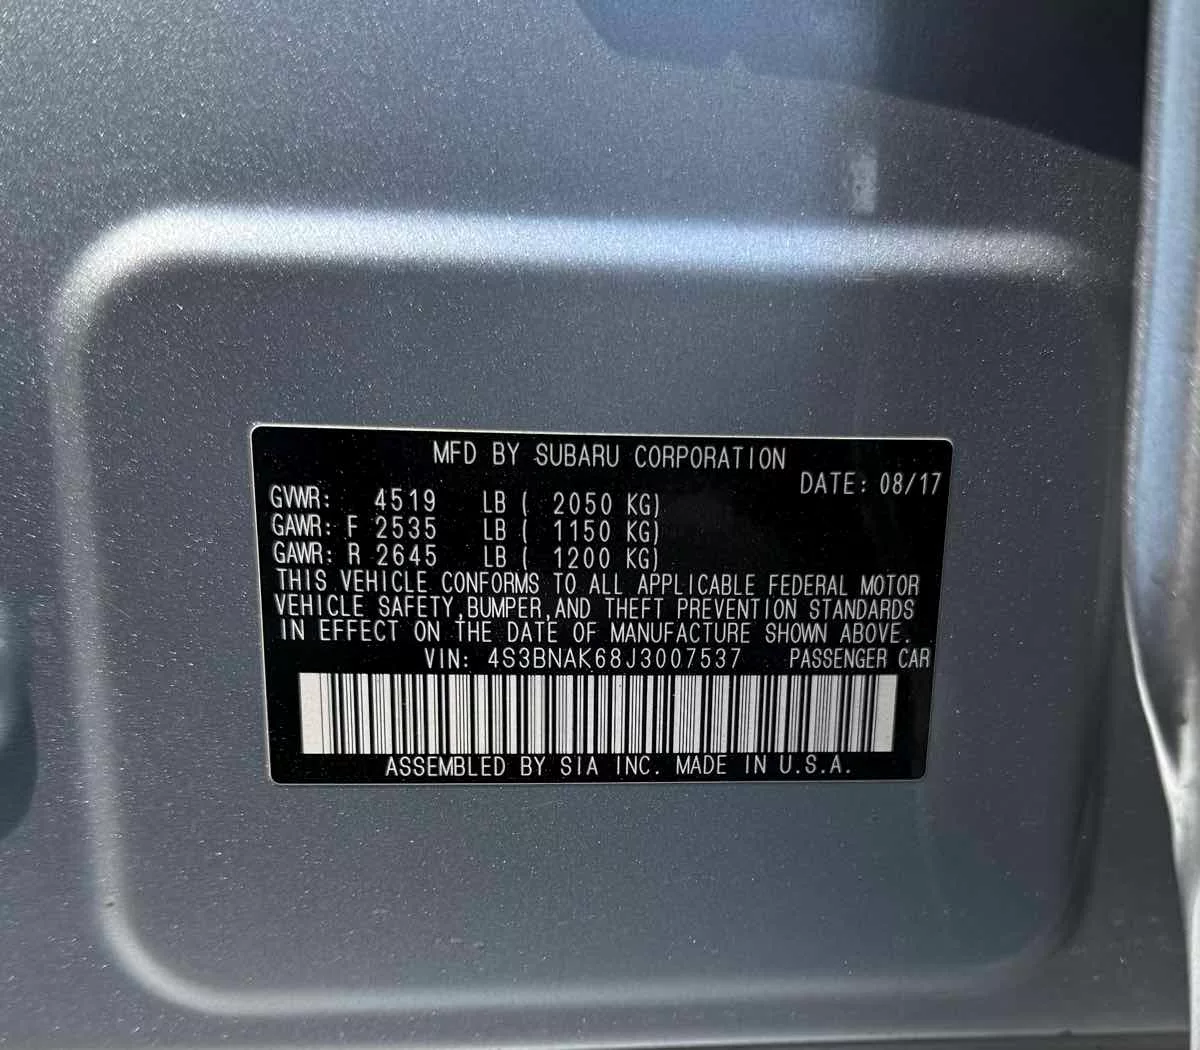 MFD BY SUBARU CORPORATION
DATE: 08/17
GVWR: 4519 LB ( 2050 KG)
GAWR: F 2535 LB ( 1150 KG)
GAWR: R 2645 LB ( 1200 KG)
THIS VEHICLE CONFORMS TO ALL APPLICABLE FEDERAL MOTOR
VEHICLE SAFETY,BUMPER,AND THEFT PREVENTION STANDARDS
IN EFFECT ON THE DATE OF MANUFACTURE SHOWN ABOVE.
VIN: 4S3BNAK68J3007537 PASSENGER CAR
ASSEMBLED BY SIA INC. MADE IN U.S.A.